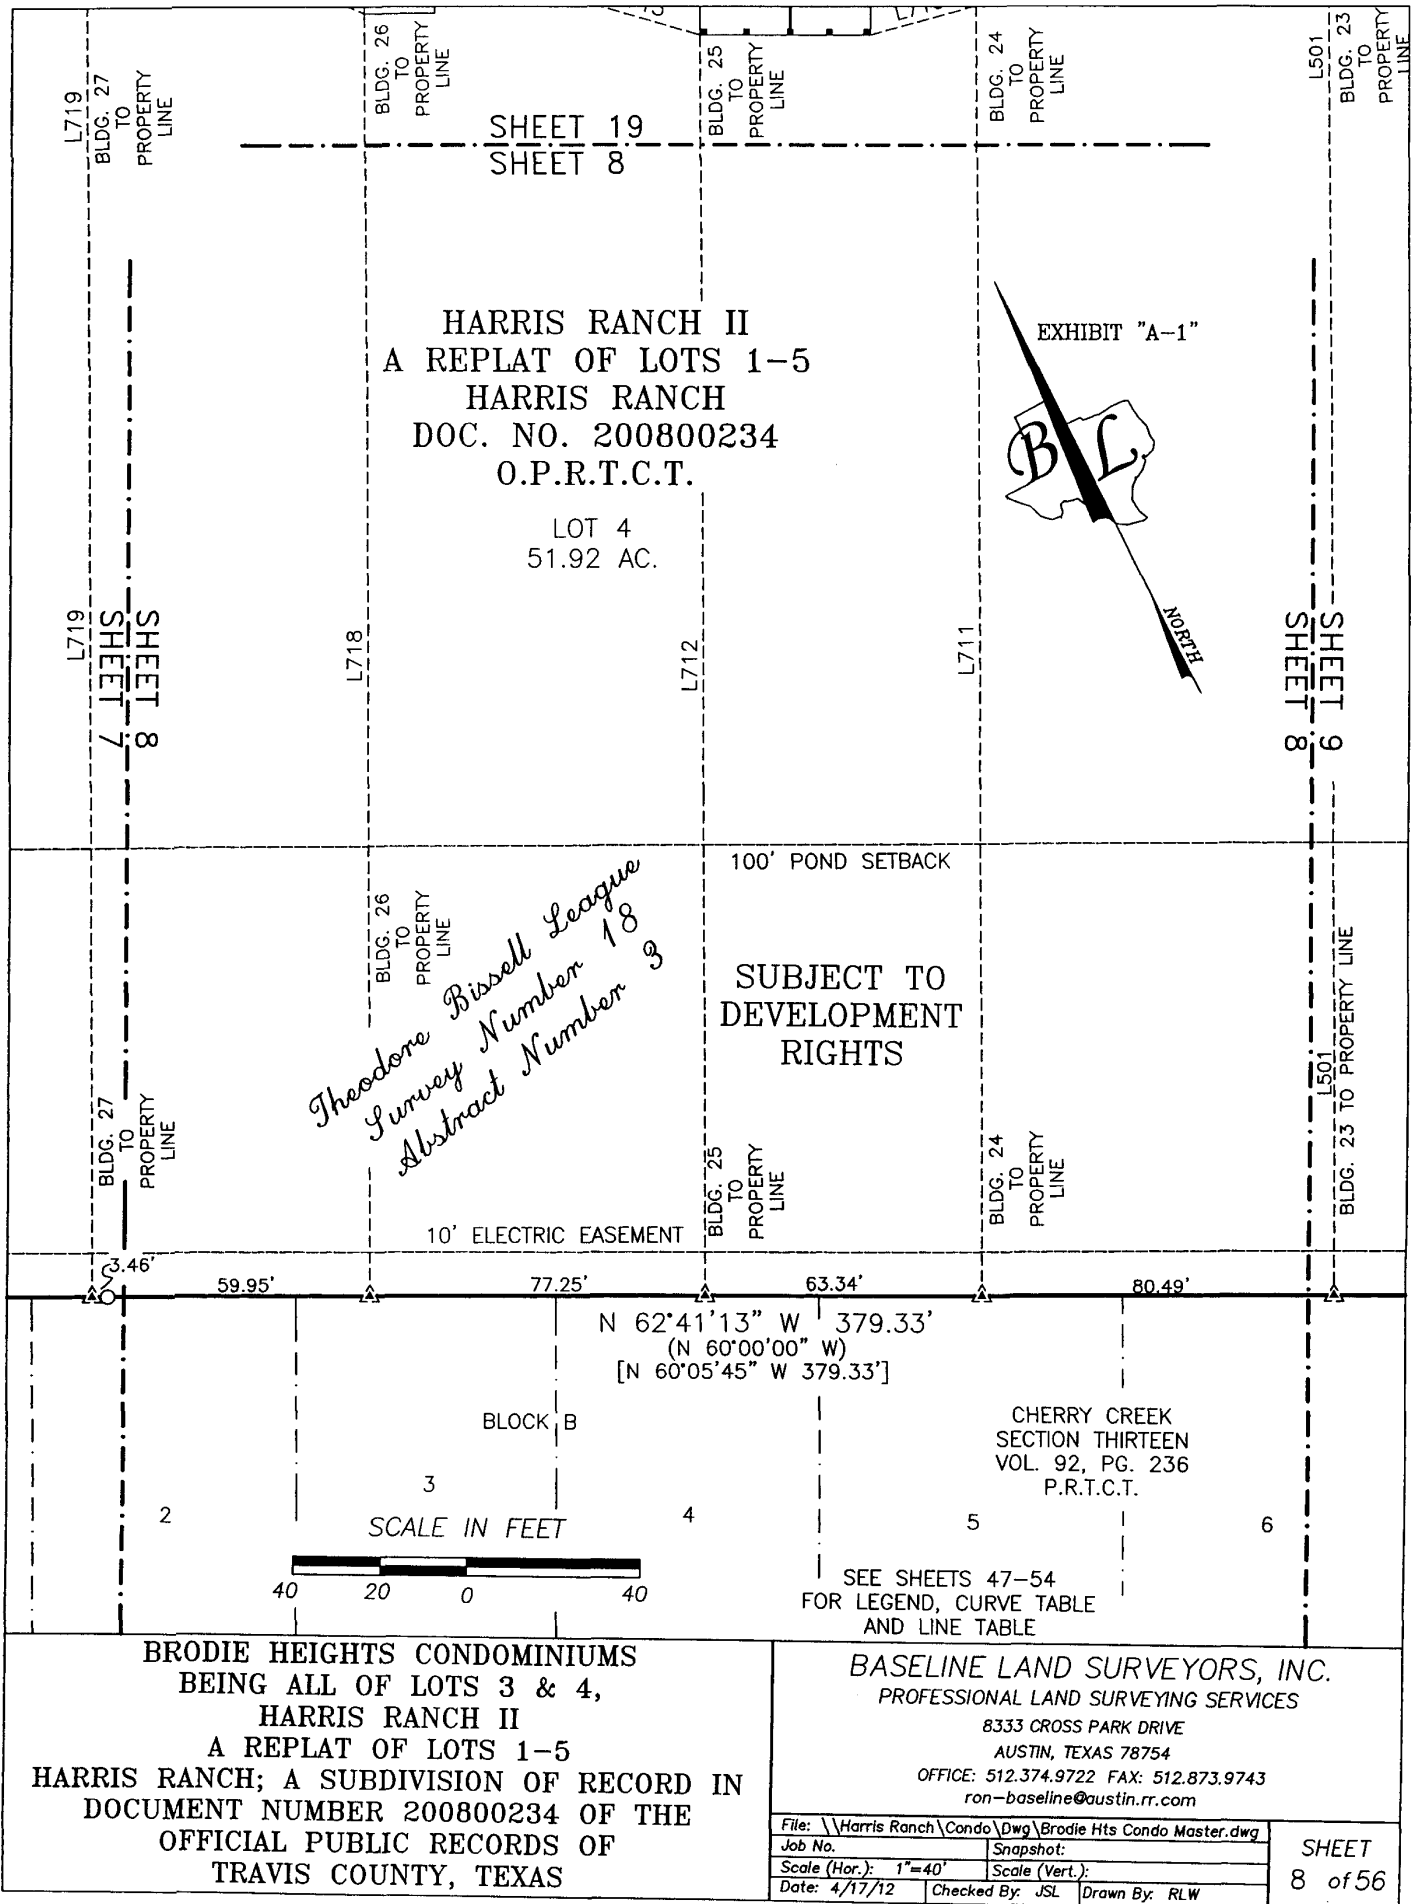 L719
BLDG. 27
TO
PROPERTY
LINE
BLDG. 26
TO
PROPERTY
LINE
BLDG. 25
TO
PROPERTY
LINE
BLDG. 24
TO
PROPERTY
LINE
L501
BLDG. 23
TO
PROPERTY
LINE
SHEET 19
SHEET 8
HARRIS RANCH II
A REPLAT OF LOTS 1-5
HARRIS RANCH
DOC. NO. 200800234
O.P.R.T.C.T.
LOT 4
51.92 AC.
EXHIBIT "A-1"
B L
NORTH
L719
SHEET 7
SHEET 8
L718
L712
L711
SHEET 8
SHEET 9
100' POND SETBACK
BLDG. 26
TO
PROPERTY
LINE
Theodore Bissell League
Survey Number 18
Abstract Number 3
SUBJECT TO
DEVELOPMENT
RIGHTS
L501
BLDG. 23 TO PROPERTY LINE
BLDG. 27
TO
PROPERTY
LINE
BLDG. 25
TO
PROPERTY
LINE
BLDG. 24
TO
PROPERTY
LINE
10' ELECTRIC EASEMENT
3.46'
59.95'
77.25'
63.34'
80.49'
N 62°41'13" W 379.33'
(N 60°00'00" W)
[N 60°05'45" W 379.33']
BLOCK B
CHERRY CREEK
SECTION THIRTEEN
VOL. 92, PG. 236
P.R.T.C.T.
2
3
4
5
6
SCALE IN FEET
40 20 0 40
SEE SHEETS 47-54
FOR LEGEND, CURVE TABLE
AND LINE TABLE
BRODIE HEIGHTS CONDOMINIUMS
BEING ALL OF LOTS 3 & 4,
HARRIS RANCH II
A REPLAT OF LOTS 1-5
HARRIS RANCH; A SUBDIVISION OF RECORD IN
DOCUMENT NUMBER 200800234 OF THE
OFFICIAL PUBLIC RECORDS OF
TRAVIS COUNTY, TEXAS
BASELINE LAND SURVEYORS, INC.
PROFESSIONAL LAND SURVEYING SERVICES
8333 CROSS PARK DRIVE
AUSTIN, TEXAS 78754
OFFICE: 512.374.9722 FAX: 512.873.9743
ron-baseline@austin.rr.com
File: \\Harris Ranch\Condo\Dwg\Brodie Hts Condo Master.dwg
Job No. Snapshot:
Scale (Hor.): 1"=40' Scale (Vert.):
Date: 4/17/12 Checked By: JSL Drawn By: RLW
SHEET
8 of 56